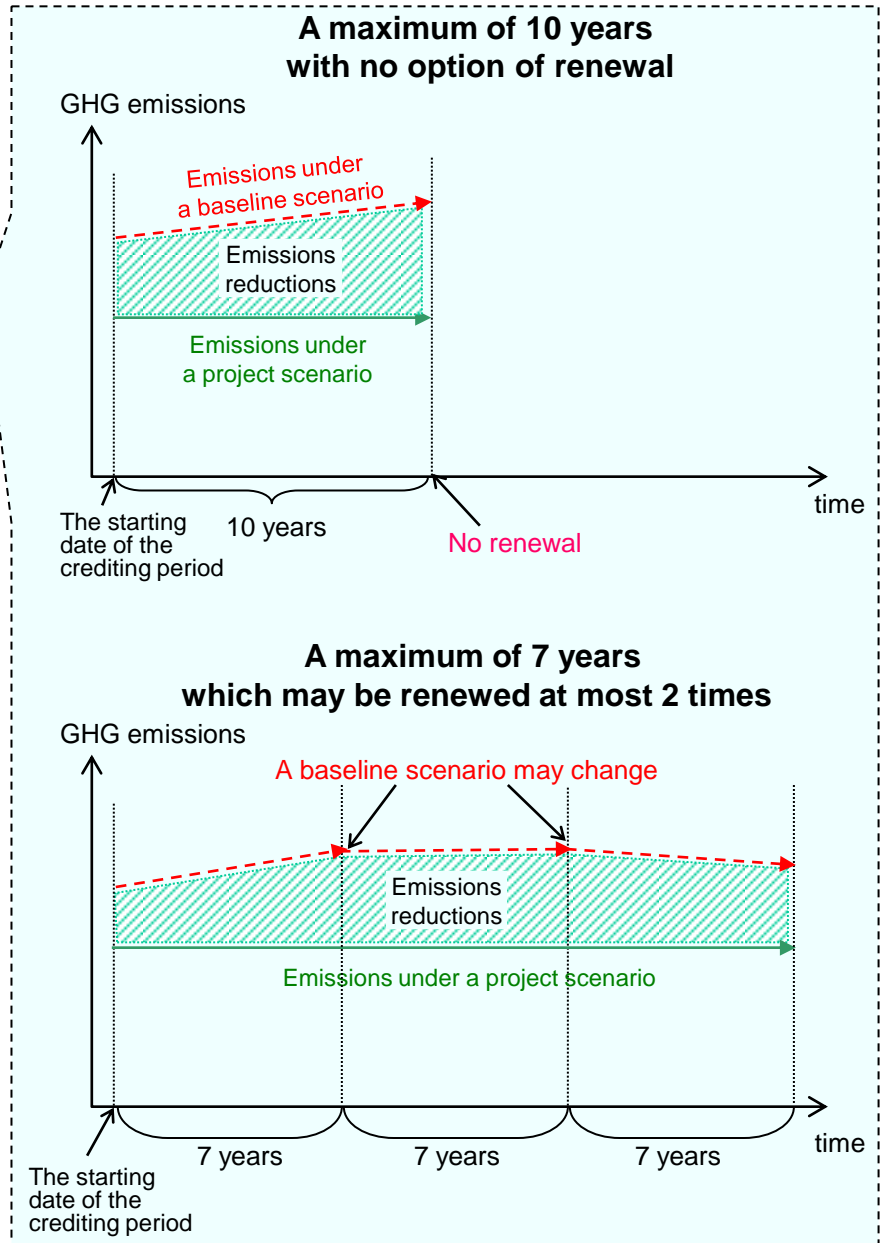 A maximum of 10 years
with no option of renewal
GHG emissions
Emissions under
a baseline scenario
Emissions
reductions
Emissions under
a project scenario
time
The starting
date of the
crediting period
10 years
No renewal
A maximum of 7 years
which may be renewed at most 2 times
GHG emissions
A baseline scenario may change
Emissions
reductions
Emissions under a project scenario
time
7 years
7 years
7 years
The starting
date of the
crediting period